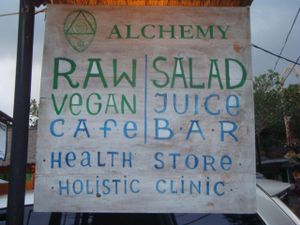 ALCHEMY
RAW SALAD
VEGAN JUICE
CAFE B·A·R
·HEALTH STORE·
·HOLISTIC CLINIC·